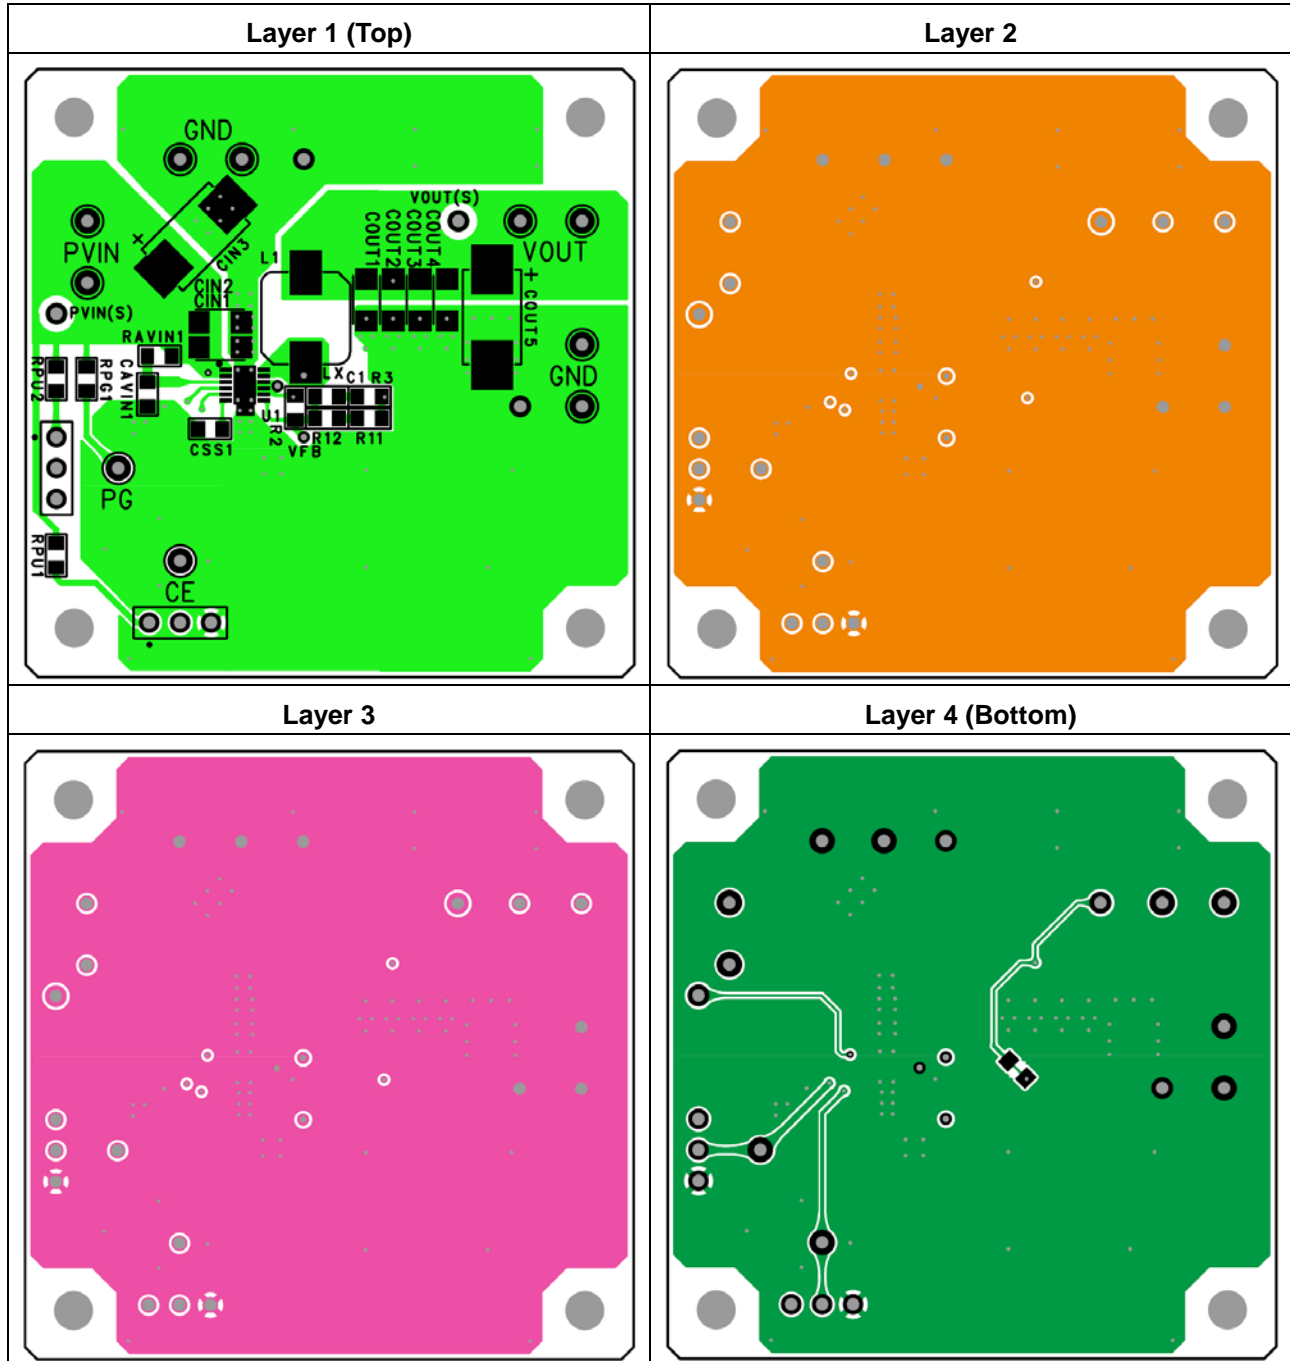 Layer 1 (Top)
Layer 2
GND
VOUT(S)
PVIN
+
CIN3
L1
COUT1
COUT2
COUT3
COUT4
VOUT
+
COUT5
PVIN(S)
CIN2
CIN1
RAVIN1
RPU2
RPG1
CAVIN1
LX
C1
R3
GND
U1
R2
R12
R11
CSS1
VFB
PG
RPU1
CE
Layer 3
Layer 4 (Bottom)